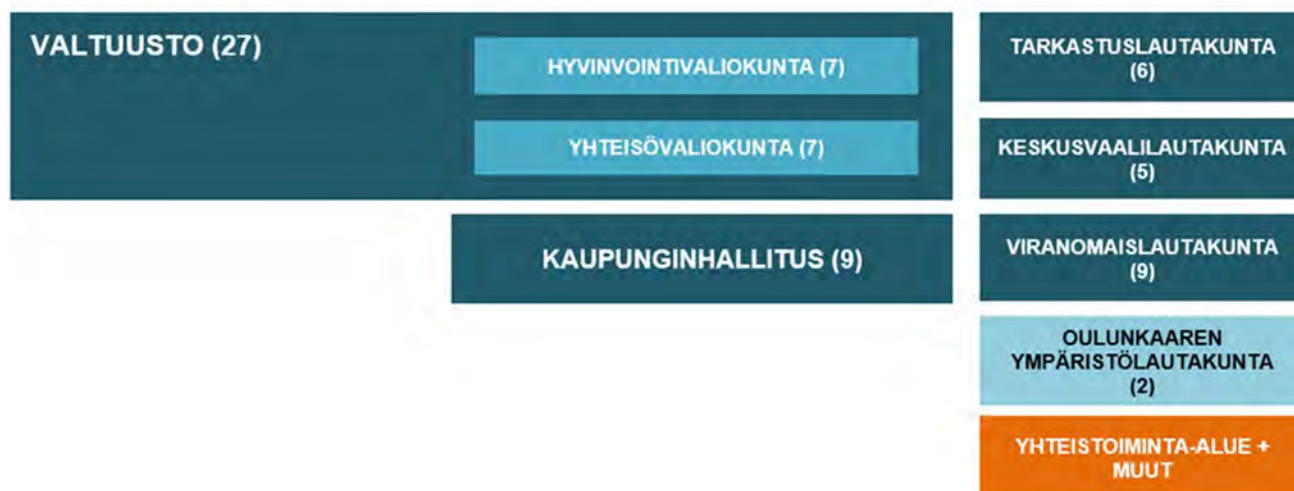 VALTUUSTO (27)
HYVINVOINTIVALIOKUNTA (7)
YHTEISÖVALIOKUNTA (7)
KAUPUNGINHALLITUS (9)
TARKASTUSLAUTAKUNTA
(6)
KESKUSVAALILAUTAKUNTA
(5)
VIRANOMAISLAUTAKUNTA
(9)
OULUNKAAREN
YMPÄRISTÖLAUTAKUNTA
(2)
YHTEISTOIMINTA-ALUE +
MUUT